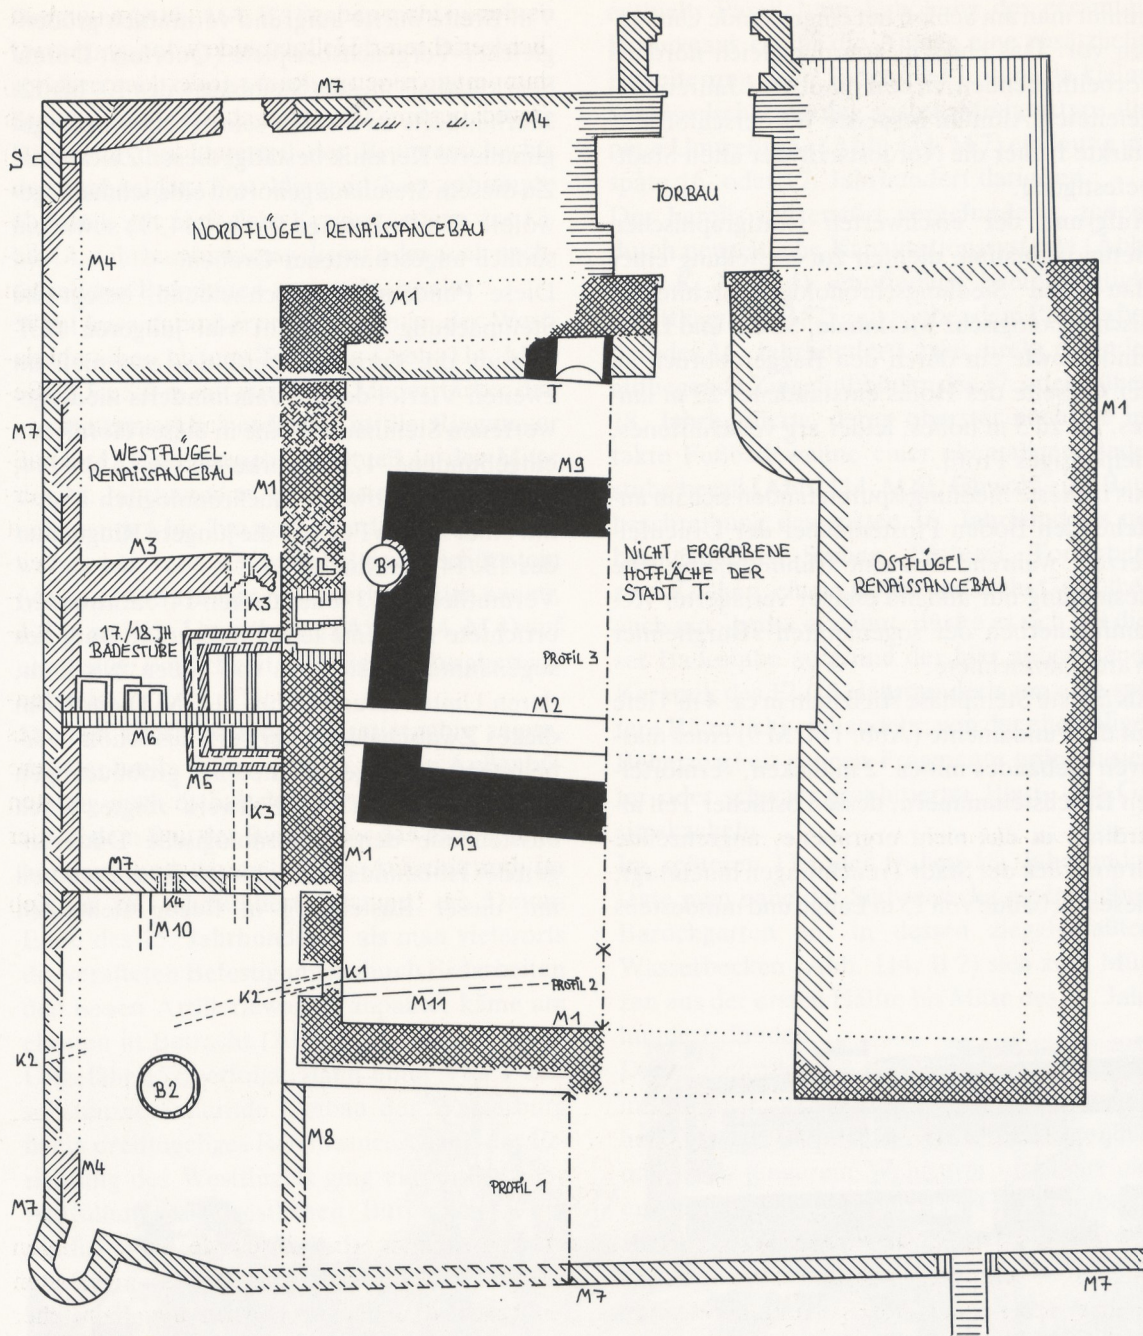 M7
M4
S
TORBAU
NORDFLÜGEL RENAISSANCEBAU
M4
M1
M1
T
M7
WESTFLÜGEL-
RENAISSANCEBAU
M1
M9
M3
B1
NICHT ERGRABENE
HOFFLÄCHE DER
STADT T.
OSTFLÜGEL
RENAISSANCEBAU
K3
17./18.JH
BADESTUBE
PROFIL 3
M2
M6
M5
K3
M9
M1
M7
K4
M10
K1
K2
PROFIL 2
M11
M1
K2
B2
M8
M4
PROFIL 1
M7
M7
M7